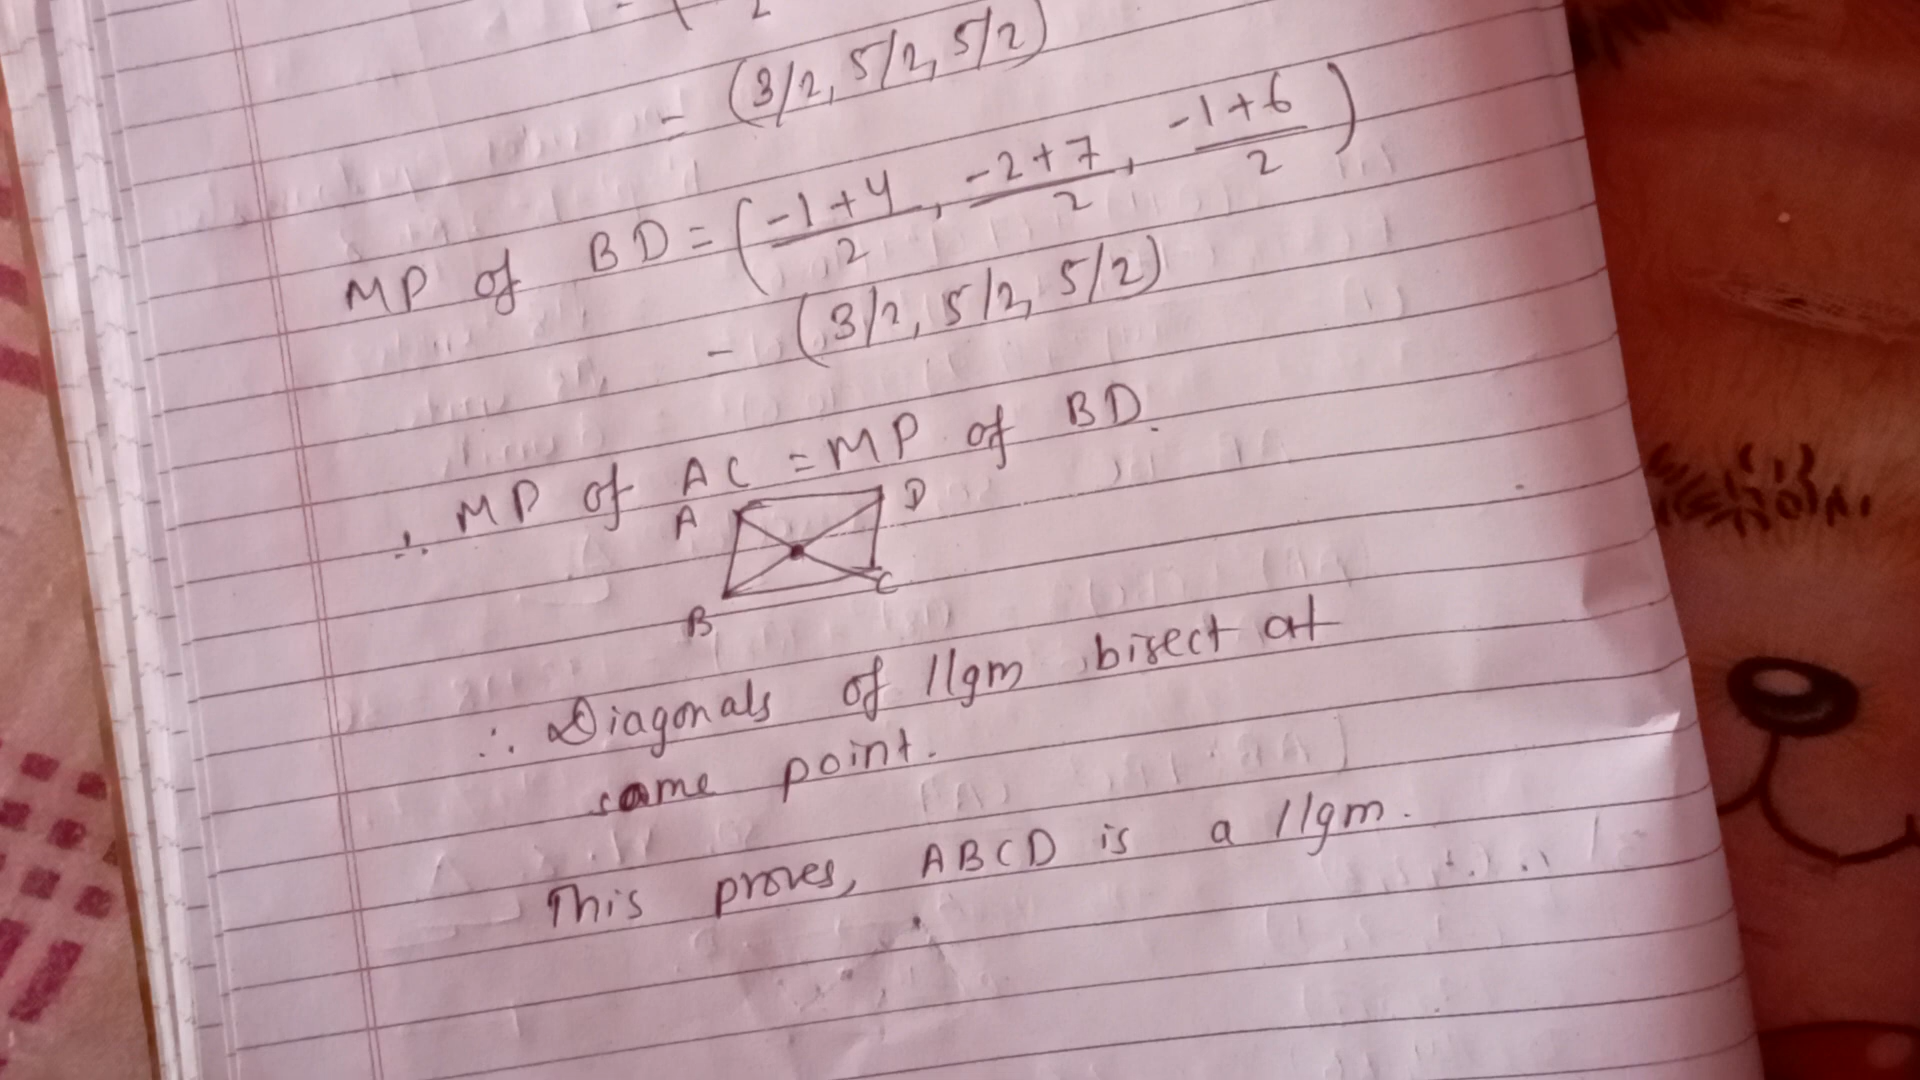 = (3/2, 5/2, 5/2)
MP of BD = (-1+4/2, -2+7/2, -1+6/2)
= (3/2, 5/2, 5/2)
∴ MP of AC = MP of BD.
A D
B C
∴ Diagonals of ||gm bisect at
same point.
This proves, ABCD is a ||gm.